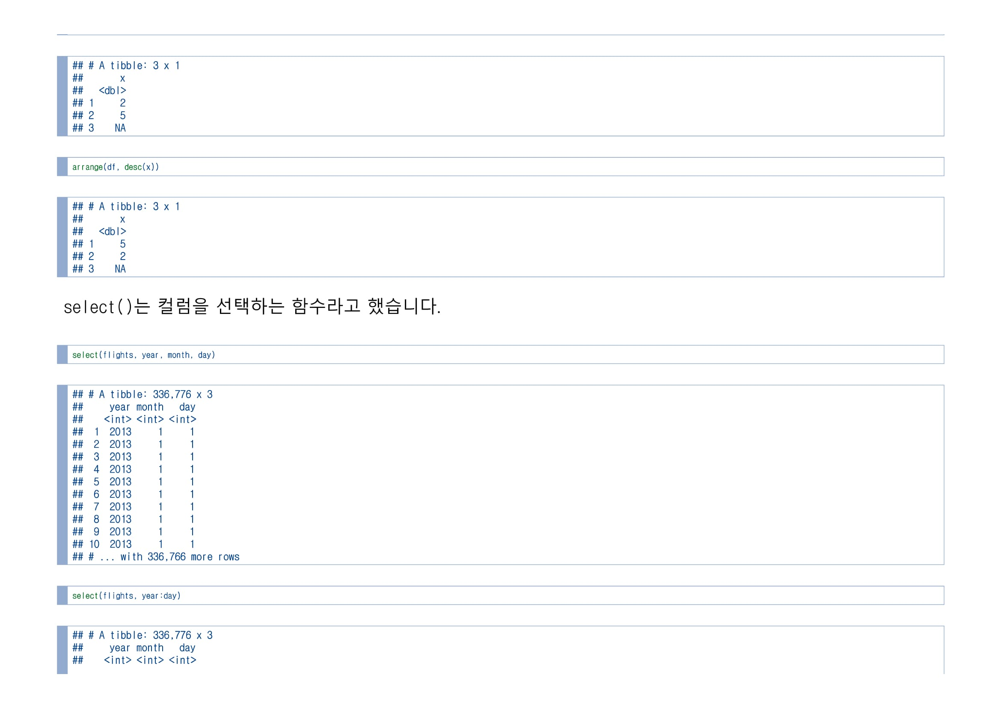 ## # A tibble: 3 x 1
##       x
##   <dbl>
## 1     2
## 2     5
## 3    NA
arrange(df, desc(x))
## # A tibble: 3 x 1
##       x
##   <dbl>
## 1     5
## 2     2
## 3    NA
select()는 컬럼을 선택하는 함수라고 했습니다.
select(flights, year, month, day)
## # A tibble: 336,776 x 3
##     year month   day
##    <int> <int> <int>
##  1  2013     1     1
##  2  2013     1     1
##  3  2013     1     1
##  4  2013     1     1
##  5  2013     1     1
##  6  2013     1     1
##  7  2013     1     1
##  8  2013     1     1
##  9  2013     1     1
## 10  2013     1     1
## # ... with 336,766 more rows
select(flights, year:day)
## # A tibble: 336,776 x 3
##     year month   day
##    <int> <int> <int>